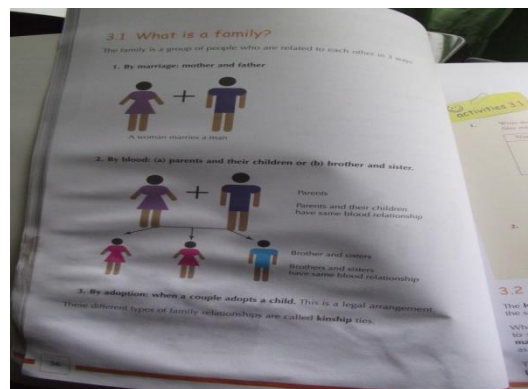 3.1 What is a family?
The family is a group of people who are related to each other in 3 ways
1. By marriage: mother and father
+
A woman marries a man
2. By blood: (a) parents and their children or (b) brother and sister.
+
Parents
Parents and their children
have same blood relationship
Brother and sisters
Brothers and sisters
have same blood relationship
3. By adoption: when a couple adopts a child. This is a legal arrangement.
These different types of family relationships are called kinship ties.
activities 3.1
1.
2.
3.2